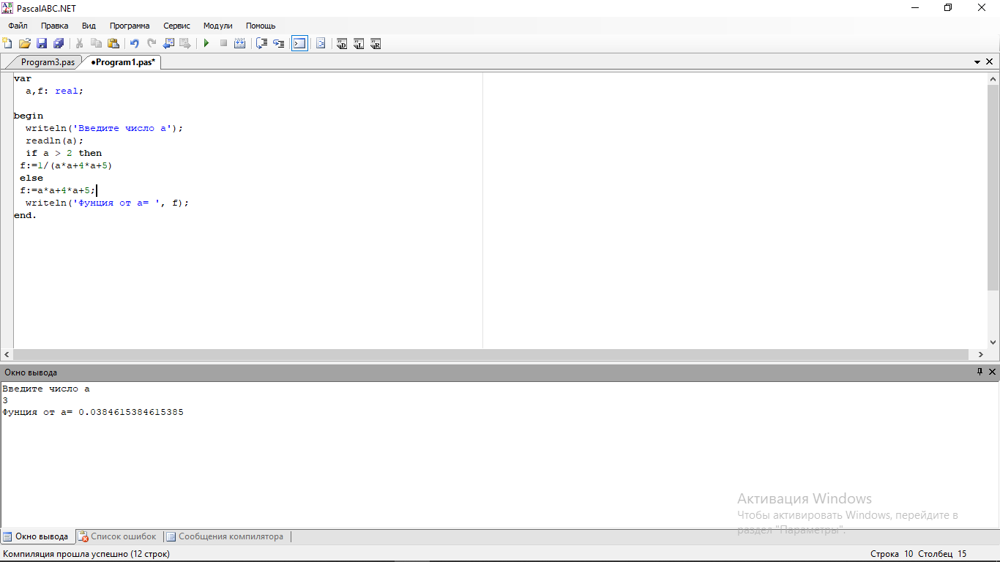 PascalABC.NET
Файл Правка Вид Программа Сервис Модули Помощь
Program3.pas •Program1.pas*
var
a,f: real;
begin
writeln('Введите число a');
readln(a);
if a > 2 then
f:=1/(a*a+4*a+5)
else
f:=a*a+4*a+5;
writeln('Фунция от a= ', f);
end.
Окно вывода
Введите число a
3
Фунция от a= 0.0384615384615385
Активация Windows
Чтобы активировать Windows, перейдите в
раздел "Параметры".
Окно вывода Список ошибок Сообщения компилятора
Компиляция прошла успешно (12 строк) Строка 10 Столбец 15